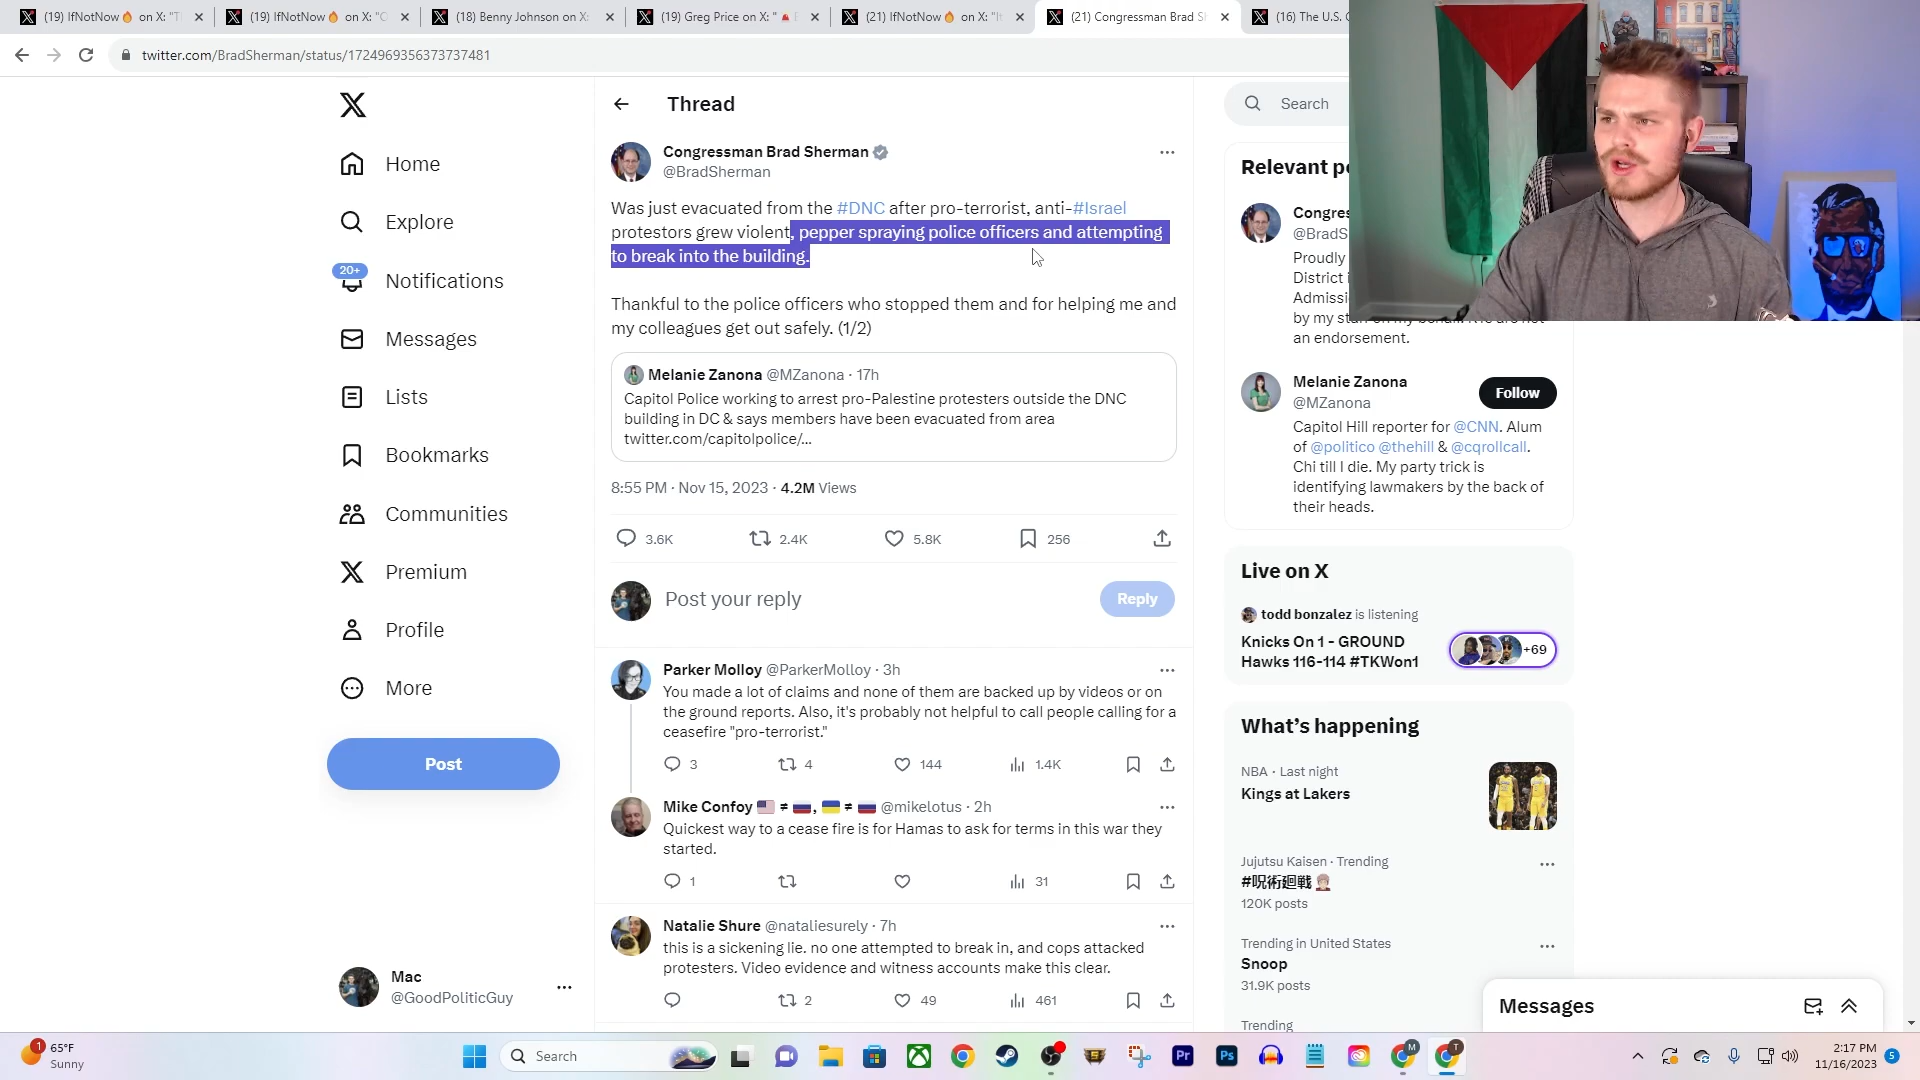 (19) IfNotNow🔥 on X: "T
(19) IfNotNow🔥 on X: "G
(18) Benny Johnson on X:
(19) Greg Price on X: "🚨
(21) IfNotNow🔥 on X: "It
(21) Congressman Brad S
(16) The U.S. C
twitter.com/BradSherman/status/1724969356373737481
Home
Explore
20+
Notifications
Messages
Lists
Bookmarks
Communities
Premium
Profile
More
Post
Mac
@GoodPoliticGuy
Thread
Congressman Brad Sherman
@BradSherman
Was just evacuated from the #DNC after pro-terrorist, anti-#Israel
protestors grew violent, pepper spraying police officers and attempting
to break into the building.
Thankful to the police officers who stopped them and for helping me and
my colleagues get out safely. (1/2)
Melanie Zanona @MZanona · 17h
Capitol Police working to arrest pro-Palestine protesters outside the DNC
building in DC & says members have been evacuated from area
twitter.com/capitolpolice/...
8:55 PM · Nov 15, 2023 · 4.2M Views
3.6K 2.4K 5.8K 256
Post your reply
Reply
Parker Molloy @ParkerMolloy · 3h
You made a lot of claims and none of them are backed up by videos or on
the ground reports. Also, it's probably not helpful to call people calling for a
ceasefire "pro-terrorist."
3 4 144 1.4K
Mike Confoy 🇺🇸 ≠ 🇷🇺, 🇺🇦 ≠ 🇷🇺 @mikelotus · 2h
Quickest way to a cease fire is for Hamas to ask for terms in this war they
started.
1 31
Natalie Shure @nataliesurely · 7h
this is a sickening lie. no one attempted to break in, and cops attacked
protesters. Video evidence and witness accounts make this clear.
2 49 461
Search
Relevant pe
Congres
@BradS
Proudly
District i
Admissi
an endorsement.
Melanie Zanona
@MZanona
Follow
Capitol Hill reporter for @CNN. Alum
of @politico @thehill & @cqrollcall.
Chi till I die. My party trick is
identifying lawmakers by the back of
their heads.
Live on X
todd bonzalez is listening
Knicks On 1 - GROUND
Hawks 116-114 #TKWon1
+69
What's happening
NBA · Last night
Kings at Lakers
Jujutsu Kaisen · Trending
#呪術廻戦
120K posts
Trending in United States
Snoop
31.9K posts
Trending
Messages
1
65°F
Sunny
Search
Pr
Ps
M
T
2:17 PM
11/16/2023
5